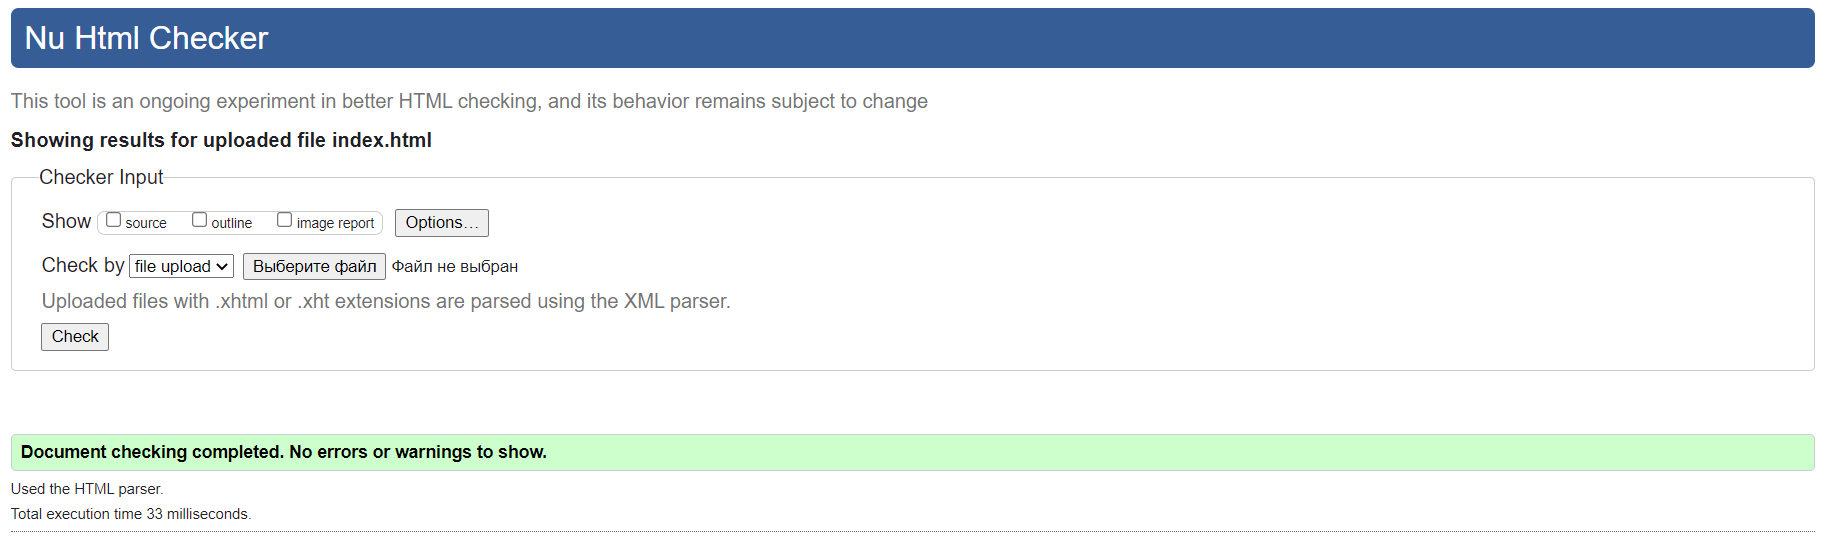 Nu Html Checker
This tool is an ongoing experiment in better HTML checking, and its behavior remains subject to change
Showing results for uploaded file index.html
Checker Input
Show source outline image report Options…
Check by file upload Выберите файл Файл не выбран
Uploaded files with .xhtml or .xht extensions are parsed using the XML parser.
Check
Document checking completed. No errors or warnings to show.
Used the HTML parser.
Total execution time 33 milliseconds.